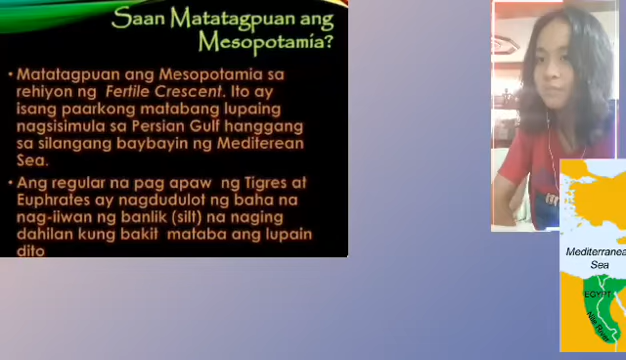 Saan Matatagpuan ang
Mesopotamia?
• Matatagpuan ang Mesopotamia sa
rehiyon ng Fertile Crescent. Ito ay
isang paarkong matabang lupaing
nagsisimula sa Persian Gulf hanggang
sa silangang baybayin ng Mediterean
Sea.
• Ang regular na pag apaw ng Tigres at
Euphrates ay nagdudulot ng baha na
nag-iiwan ng banlik (silt) na naging
dahilan kung bakit mataba ang lupain
dito
Mediterranea
Sea
EGYPT
Nile River